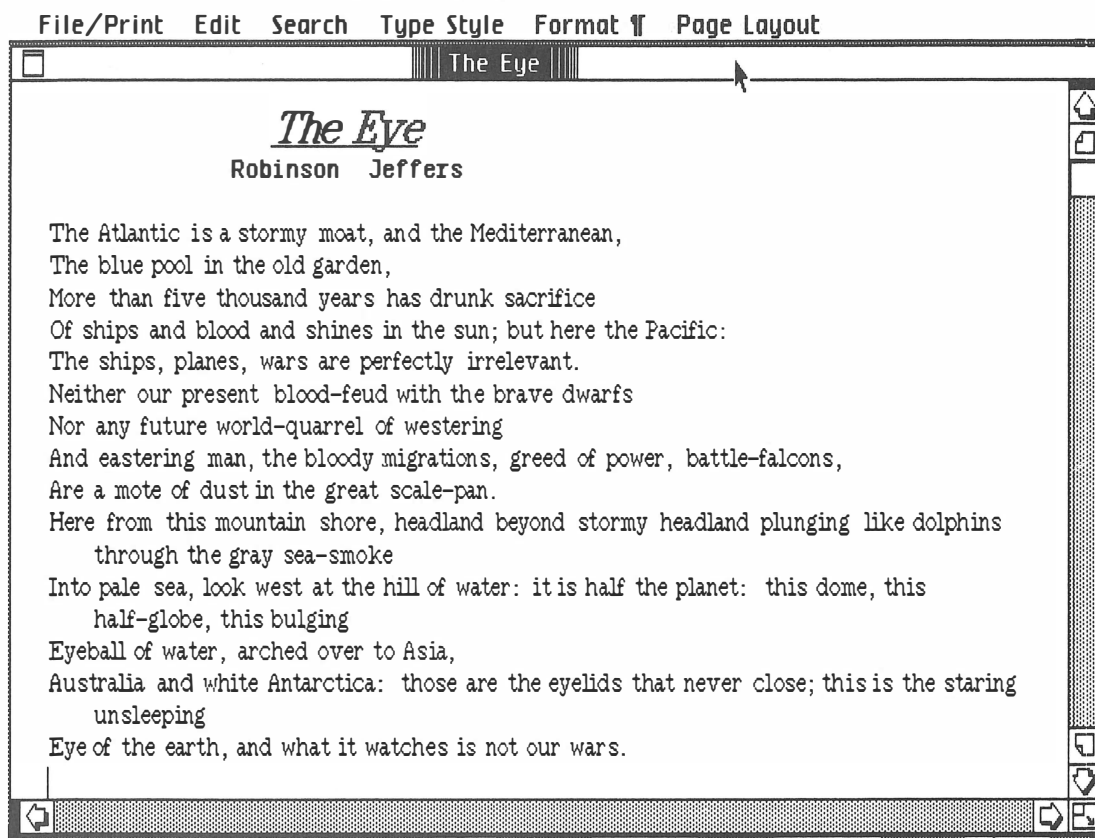 File/Print Edit Search Type Style Format ¶ Page Layout
The Eye
The Eye
Robinson Jeffers
The Atlantic is a stormy moat, and the Mediterranean,
The blue pool in the old garden,
More than five thousand years has drunk sacrifice
Of ships and blood and shines in the sun; but here the Pacific:
The ships, planes, wars are perfectly irrelevant.
Neither our present blood-feud with the brave dwarfs
Nor any future world-quarrel of westering
And eastering man, the bloody migrations, greed of power, battle-falcons,
Are a mote of dust in the great scale-pan.
Here from this mountain shore, headland beyond stormy headland plunging like dolphins
through the gray sea-smoke
Into pale sea, look west at the hill of water: it is half the planet: this dome, this
half-globe, this bulging
Eyeball of water, arched over to Asia,
Australia and white Antarctica: those are the eyelids that never close; this is the staring
unsleeping
Eye of the earth, and what it watches is not our wars.